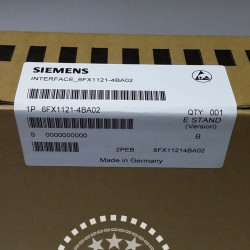 SIEMENS
INTERFACE_6FX1121-4BA02
1P 6FX1121-4BA02
QTY: 001
E STAND
(Version)
S 0000000000
B
2PEB 6FX11214BA02
Made in Germany